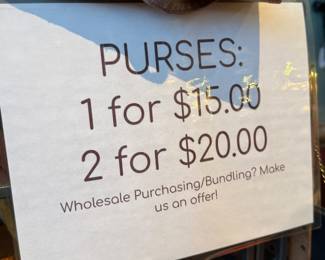 PURSES:
1 for $15.00
2 for $20.00
Wholesale Purchasing/Bundling? Make
us an offer!